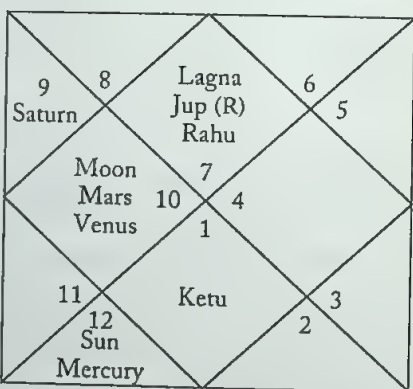 Lagna
Jup (R)
Rahu
7
8
9
Saturn
Moon
Mars
Venus
10
11
12
Sun
Mercury
1
Ketu
2
3
4
5
6